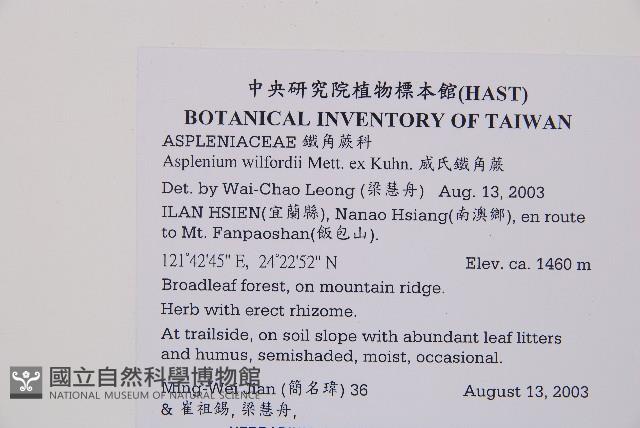 中央研究院植物標本館(HAST)
BOTANICAL INVENTORY OF TAIWAN
ASPLENIACEAE 鐵角蕨科
Asplenium wilfordii Mett. ex Kuhn. 威氏鐵角蕨
Det. by Wai-Chao Leong (梁慧舟) Aug. 13, 2003
ILAN HSIEN(宜蘭縣), Nanao Hsiang(南澳鄉), en route
to Mt. Fanpaoshan(飯包山).
121°42'45" E, 24°22'52" N Elev. ca. 1460 m
Broadleaf forest, on mountain ridge.
Herb with erect rhizome.
At trailside, on soil slope with abundant leaf litters
and humus, semishaded, moist, occasional.
Ming-Wei Jian (簡名瑋) 36 August 13, 2003
& 崔祖錫, 梁慧舟,
國立自然科學博物館
NATIONAL MUSEUM OF NATURAL SCIENCE